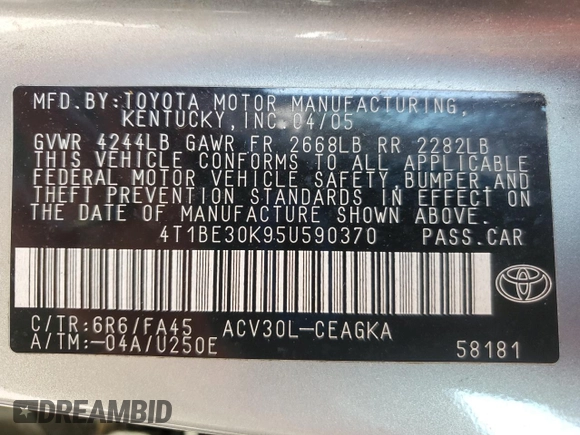 MFD.BY:TOYOTA MOTOR MANUFACTURING,
KENTUCKY,INC.04/05
GVWR 4244LB GAWR FR 2668LB RR 2282LB
THIS VEHICLE CONFORMS TO ALL APPLICABLE
FEDERAL MOTOR VEHICLE SAFETY,BUMPER AND
THEFT PREVENTION STANDARDS IN EFFECT ON
THE DATE OF MANUFACTURE SHOWN ABOVE.
4T1BE30K95U590370 PASS.CAR
C/TR:6R6/FA45 ACV30L-CEAGKA
A/TM:-04A/U250E 58181
DREAMBID